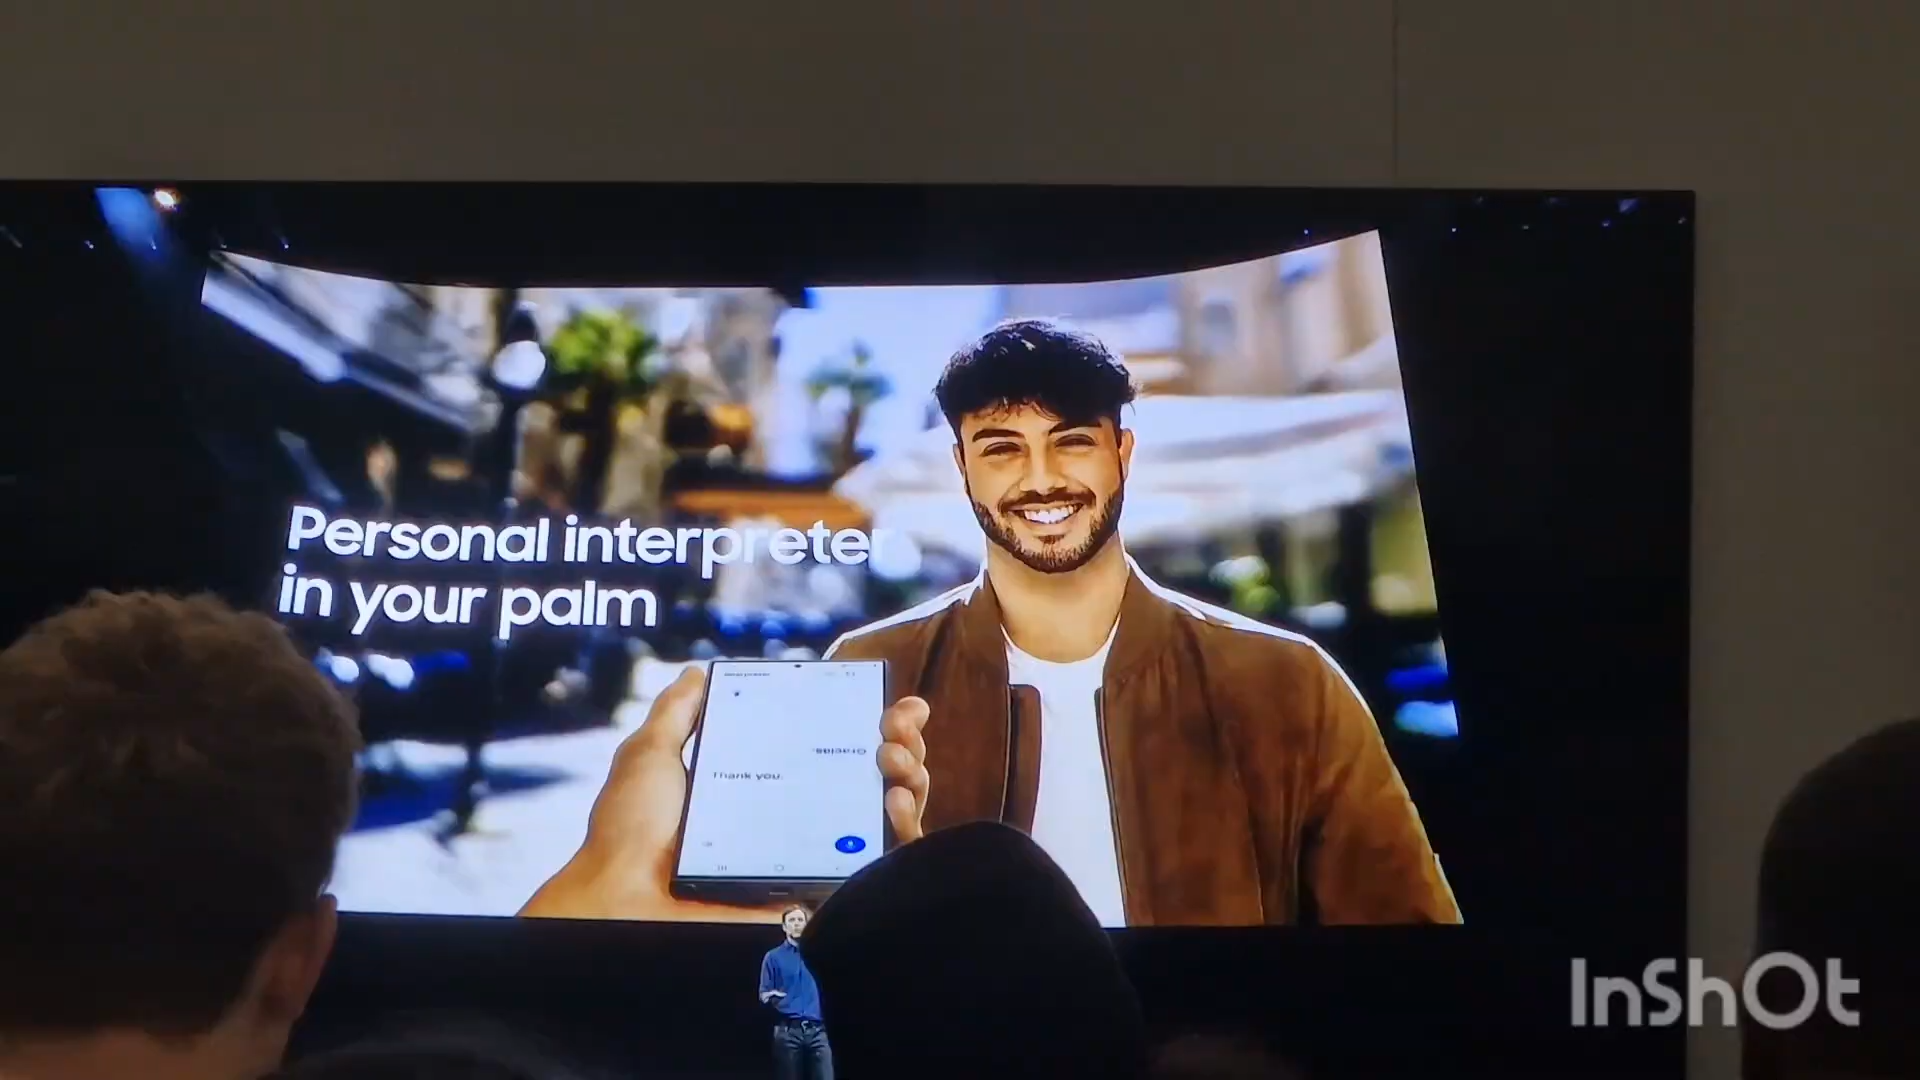 Personal interpreter
in your palm
Gracias.
Thank you.
InShOt